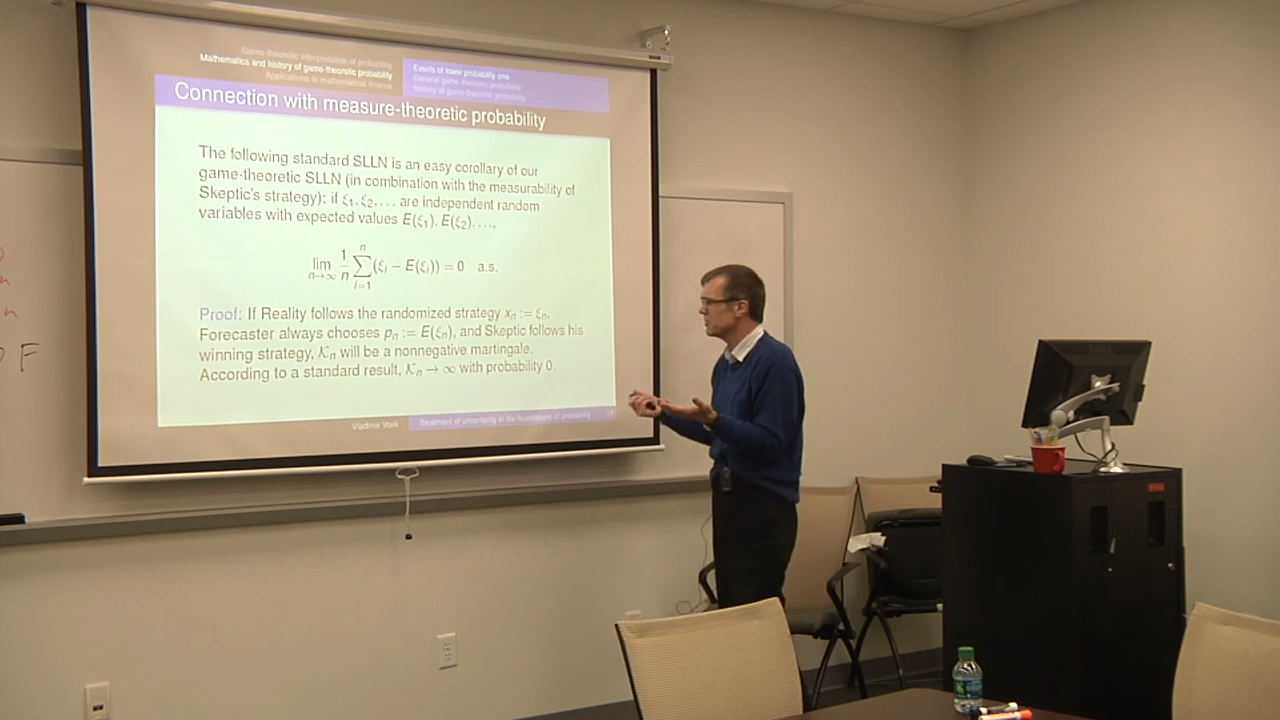 Game-theoretic interpretation of probability
Mathematics and history of game-theoretic probability
Applications to mathematical finance
Events of lower probability one
General game-theoretic probability
History of game-theoretic probability
Connection with measure-theoretic probability
The following standard SLLN is an easy corollary of our
game-theoretic SLLN (in combination with the measurability of
Skeptic's strategy): if ξ₁, ξ₂, . . . are independent random
variables with expected values E(ξ₁), E(ξ₂), . . . ,
lim n→∞ 1/n ∑ i=1 n (ξᵢ − E(ξᵢ)) = 0 a.s.
Proof: If Reality follows the randomized strategy xₙ := ξₙ,
Forecaster always chooses pₙ := E(ξₙ), and Skeptic follows his
winning strategy, 𝒦ₙ will be a nonnegative martingale.
According to a standard result, 𝒦ₙ → ∞ with probability 0.
Vladimir Vovk
Treatment of uncertainty in the foundations of probability
F